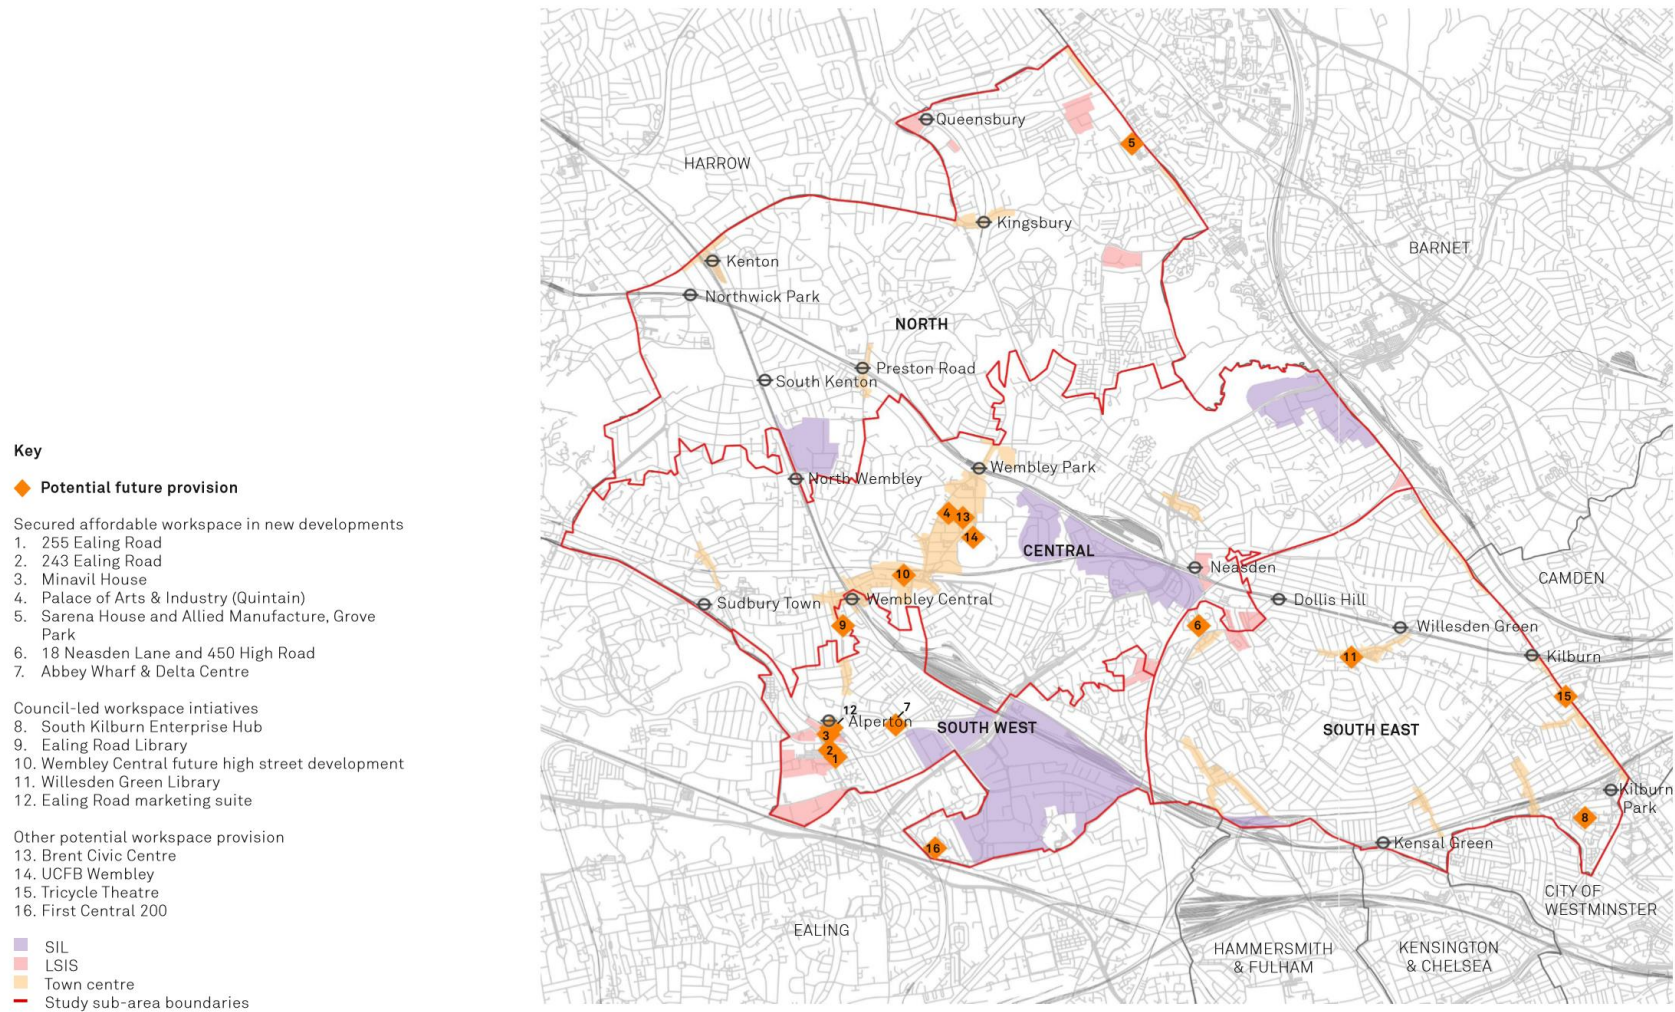 Key
Potential future provision
Secured affordable workspace in new developments
1. 255 Ealing Road
2. 243 Ealing Road
3. Minavil House
4. Palace of Arts & Industry (Quintain)
5. Sarena House and Allied Manufacture, Grove
Park
6. 18 Neasden Lane and 450 High Road
7. Abbey Wharf & Delta Centre
Council-led workspace intiatives
8. South Kilburn Enterprise Hub
9. Ealing Road Library
10. Wembley Central future high street development
11. Willesden Green Library
12. Ealing Road marketing suite
Other potential workspace provision
13. Brent Civic Centre
14. UCFB Wembley
15. Tricycle Theatre
16. First Central 200
SIL
LSIS
Town centre
Study sub-area boundaries
Queensbury
5
HARROW
Kingsbury
BARNET
Kenton
Northwick Park
NORTH
Preston Road
South Kenton
Wembley Park
North Wembley
4
13
14
CENTRAL
Neasden
10
CAMDEN
Wembley Central
Sudbury Town
Dollis Hill
9
6
Willesden Green
11
Kilburn
15
12
7
Alperton
SOUTH WEST
SOUTH EAST
3
2
1
Kilburn
Park
8
16
Kensal Green
CITY OF
WESTMINSTER
EALING
HAMMERSMITH
& FULHAM
KENSINGTON
& CHELSEA